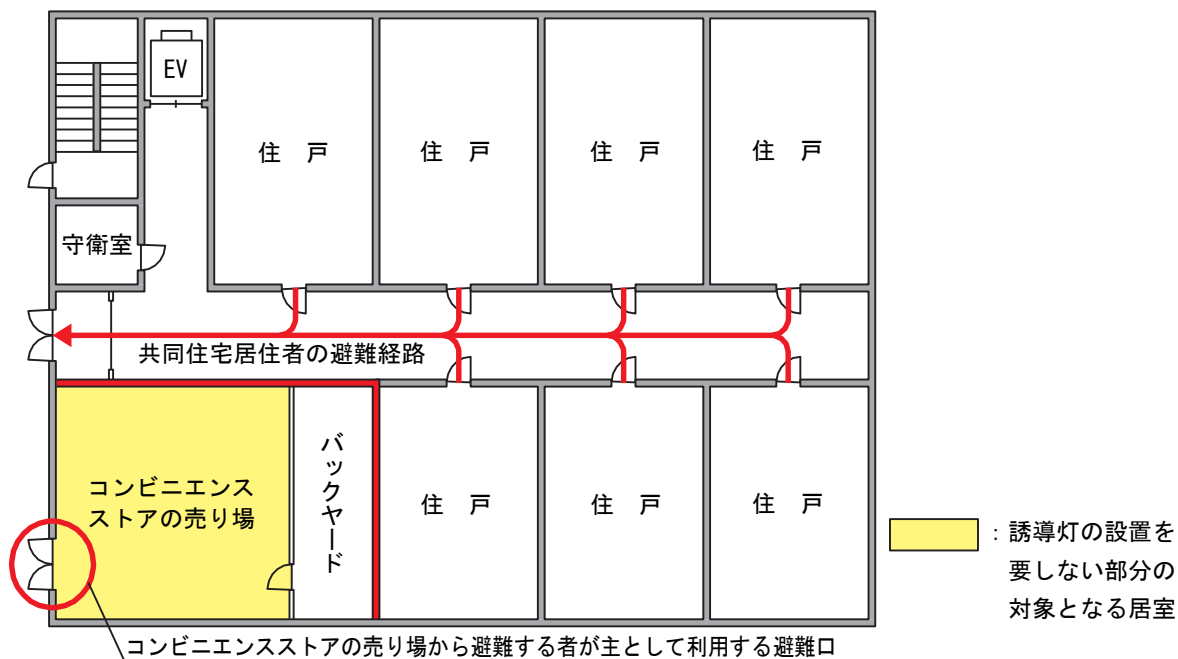 EV
住 戸
住 戸
住 戸
住 戸
守衛室
共同住宅居住者の避難経路
コンビニエンス
ストアの売り場
バックヤード
住 戸
住 戸
住 戸
：誘導灯の設置を
要しない部分の
対象となる居室
コンビニエンスストアの売り場から避難する者が主として利用する避難口